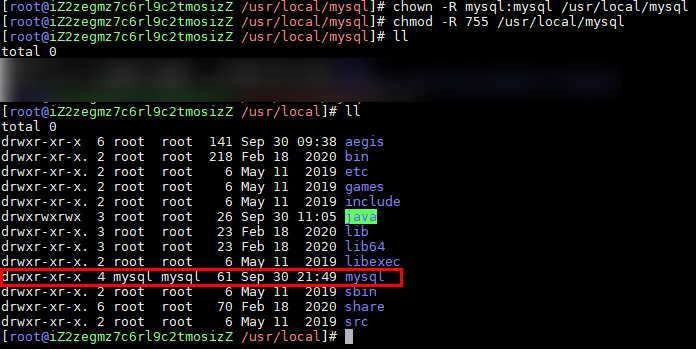 [root@iZ2zegmz7c6rl9c2tmosizZ /usr/local/mysql]# chown -R mysql:mysql /usr/local/mysql
[root@iZ2zegmz7c6rl9c2tmosizZ /usr/local/mysql]# chmod -R 755 /usr/local/mysql
[root@iZ2zegmz7c6rl9c2tmosizZ /usr/local/mysql]# ll
total 0
[root@iZ2zegmz7c6rl9c2tmosizZ /usr/local]# ll
total 0
drwxr-xr-x 6 root root 141 Sep 30 09:38 aegis
drwxr-xr-x. 2 root root 218 Feb 18 2020 bin
drwxr-xr-x. 2 root root 6 May 11 2019 etc
drwxr-xr-x. 2 root root 6 May 11 2019 games
drwxr-xr-x. 2 root root 6 May 11 2019 include
drwxrwxrwx 3 root root 26 Sep 30 11:05 java
drwxr-xr-x. 3 root root 23 Feb 18 2020 lib
drwxr-xr-x. 3 root root 23 Feb 18 2020 lib64
drwxr-xr-x. 2 root root 6 May 11 2019 libexec
drwxr-xr-x 4 mysql mysql 61 Sep 30 21:49 mysql
drwxr-xr-x. 2 root root 6 May 11 2019 sbin
drwxr-xr-x. 6 root root 70 Feb 18 2020 share
drwxr-xr-x. 2 root root 6 May 11 2019 src
[root@iZ2zegmz7c6rl9c2tmosizZ /usr/local]#